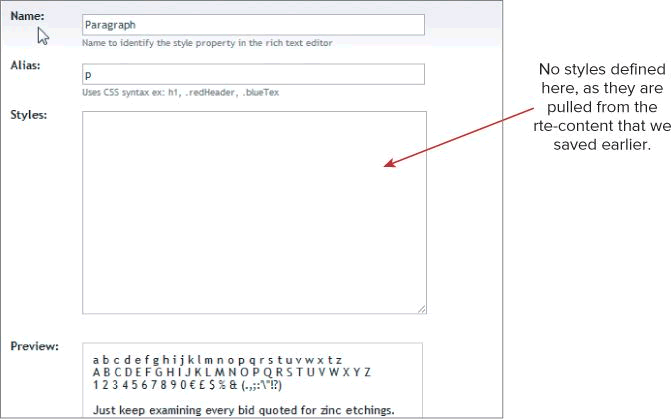 Name:
Paragraph
Name to identify the style property in the rich text editor
Alias:
p
Uses CSS syntax ex: h1, .redHeader, .blueTex
Styles:
No styles defined
here, as they are
pulled from the
rte-content that we
saved earlier.
Preview:
a b c d e f g h i j k l m n o p q r s t u v w x t z
A B C D E F G H I J K L M N O P Q R S T U V W X Y Z
1 2 3 4 5 6 7 8 9 0 € £ $ % & (.,;:'\"!?)
Just keep examining every bid quoted for zinc etchings.